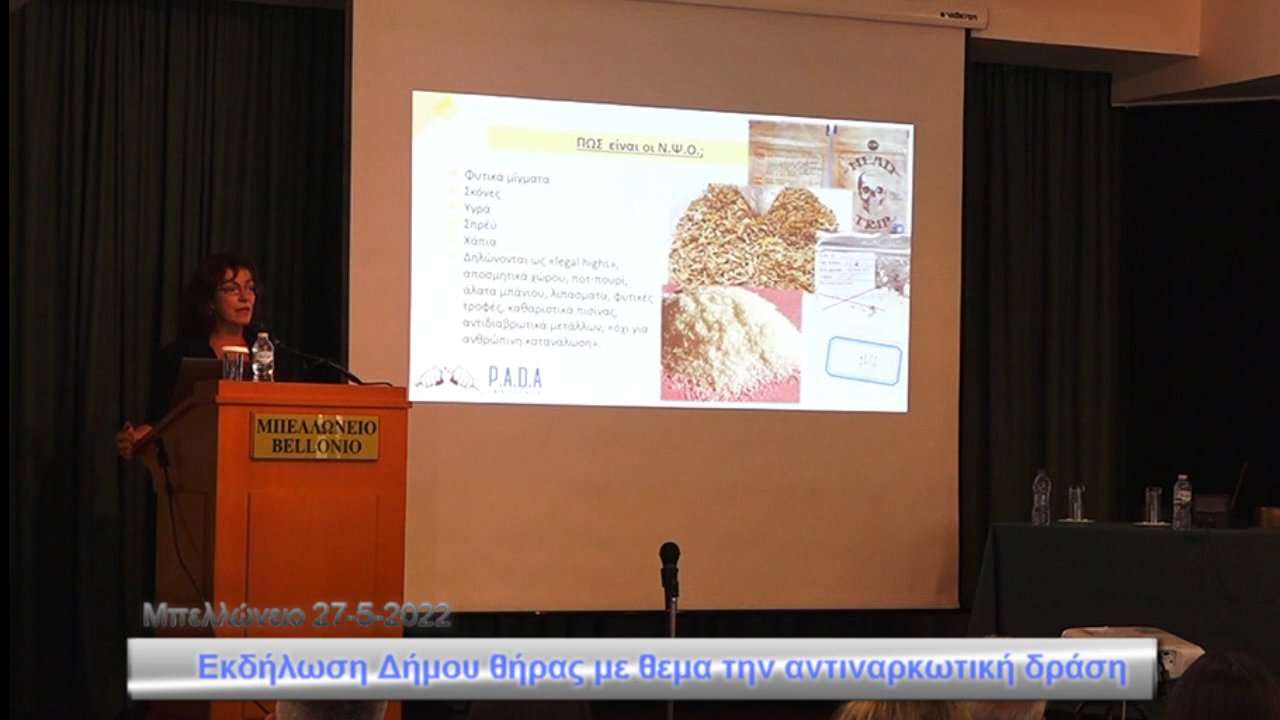 ΠΩΣ είναι οι Ν.Ψ.Ο.;
Φυτικά μίγματα
Σκόνες
Υγρά
Σπρέϋ
Χάπια
Δηλώνονται ως «legal highs»,
αποσμητικά χώρου, ποτ-πουρί,
άλατα μπάνιου, λιπάσματα, φυτικές
τροφές, καθαριστικά πισίνας,
αντιδιαβρωτικά μετάλλων, «όχι για
ανθρώπινη κατανάλωση».
HEAD
TRIP
P.A.D.A
ΜΠΕΛΛΩΝΕΙΟ
BELLONIO
Μπελλώνειο 27-5-2022
Εκδήλωση Δήμου θήρας με θεμα την αντιναρκωτική δράση